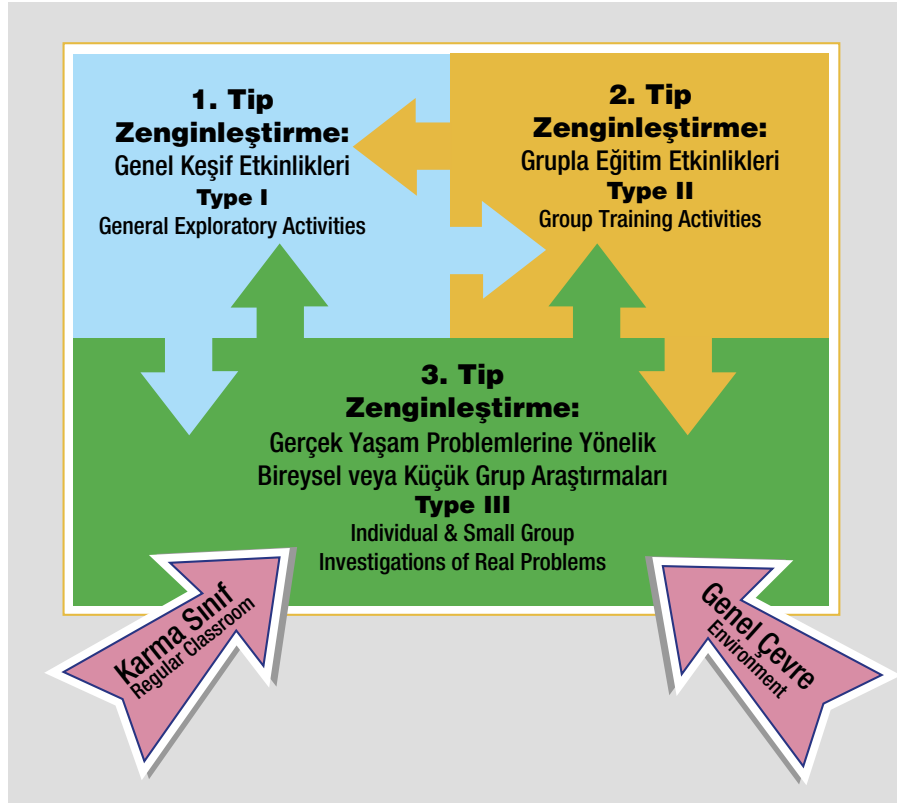 1. Tip
Zenginleştirme:
Genel Keşif Etkinlikleri
Type I
General Exploratory Activities
2. Tip
Zenginleştirme:
Grupla Eğitim Etkinlikleri
Type II
Group Training Activities
3. Tip
Zenginleştirme:
Gerçek Yaşam Problemlerine Yönelik
Bireysel veya Küçük Grup Araştırmaları
Type III
Individual & Small Group
Investigations of Real Problems
Karma Sınıf
Regular Classroom
Genel Çevre
Environment